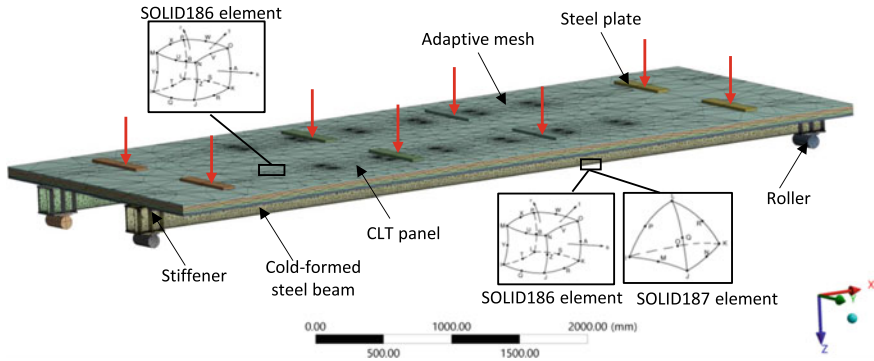 SOLID186 element
Adaptive mesh
Steel plate
Roller
CLT panel
Stiffener
Cold-formed
steel beam
SOLID186 element
SOLID187 element
0.00
1000.00
2000.00 (mm)
500.00
1500.00
X
Y
Z